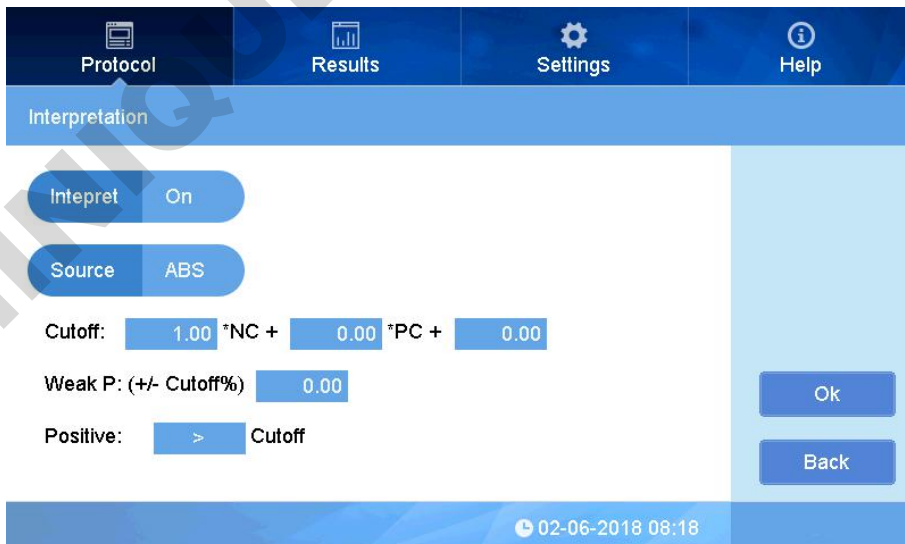 Protocol Results Settings Help
Interpretation
Intepret On
Source ABS
Cutoff: 1.00 *NC + 0.00 *PC + 0.00
Weak P: (+/- Cutoff%) 0.00
Ok
Positive: > Cutoff
Back
02-06-2018 08:18